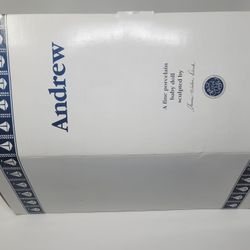 Andrew
A fine porcelain
baby doll
sculpted by